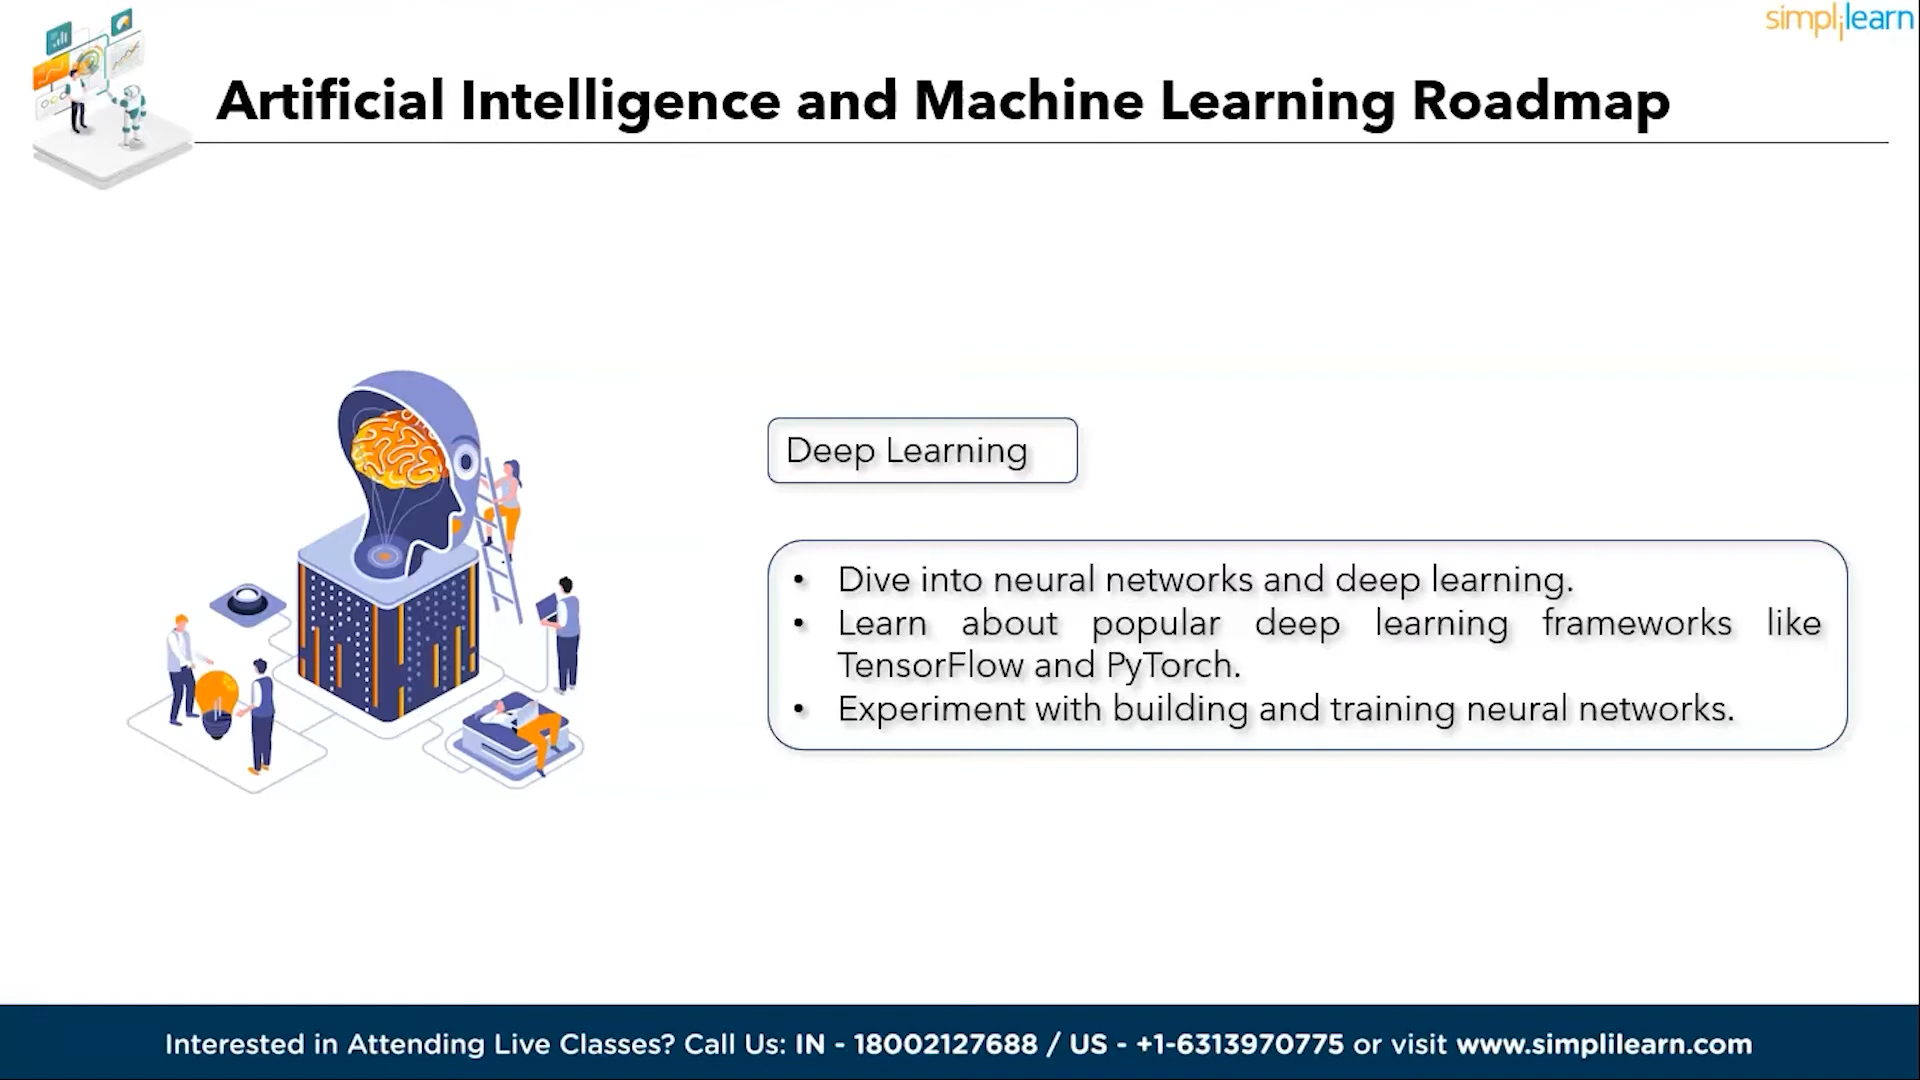 simplilearn
Artificial Intelligence and Machine Learning Roadmap
Deep Learning
• Dive into neural networks and deep learning.
• Learn about popular deep learning frameworks like
TensorFlow and PyTorch.
• Experiment with building and training neural networks.
Interested in Attending Live Classes? Call Us: IN - 18002127688 / US - +1-6313970775 or visit www.simplilearn.com